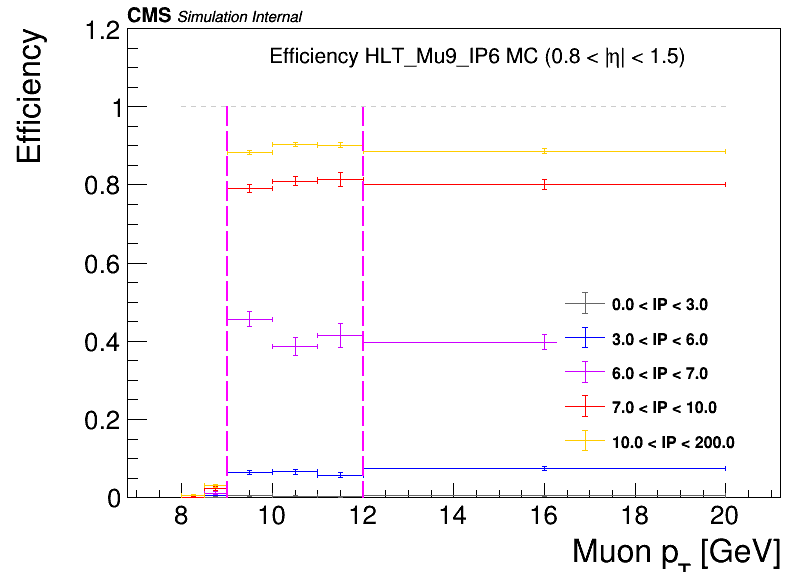 CMS Simulation Internal
Efficiency HLT_Mu9_IP6 MC (0.8 < |η| < 1.5)
Efficiency
1.2
1
0.8
0.6
0.4
0.2
0
0.0 < IP < 3.0
3.0 < IP < 6.0
6.0 < IP < 7.0
7.0 < IP < 10.0
10.0 < IP < 200.0
8 10 12 14 16 18 20
Muon p_T [GeV]